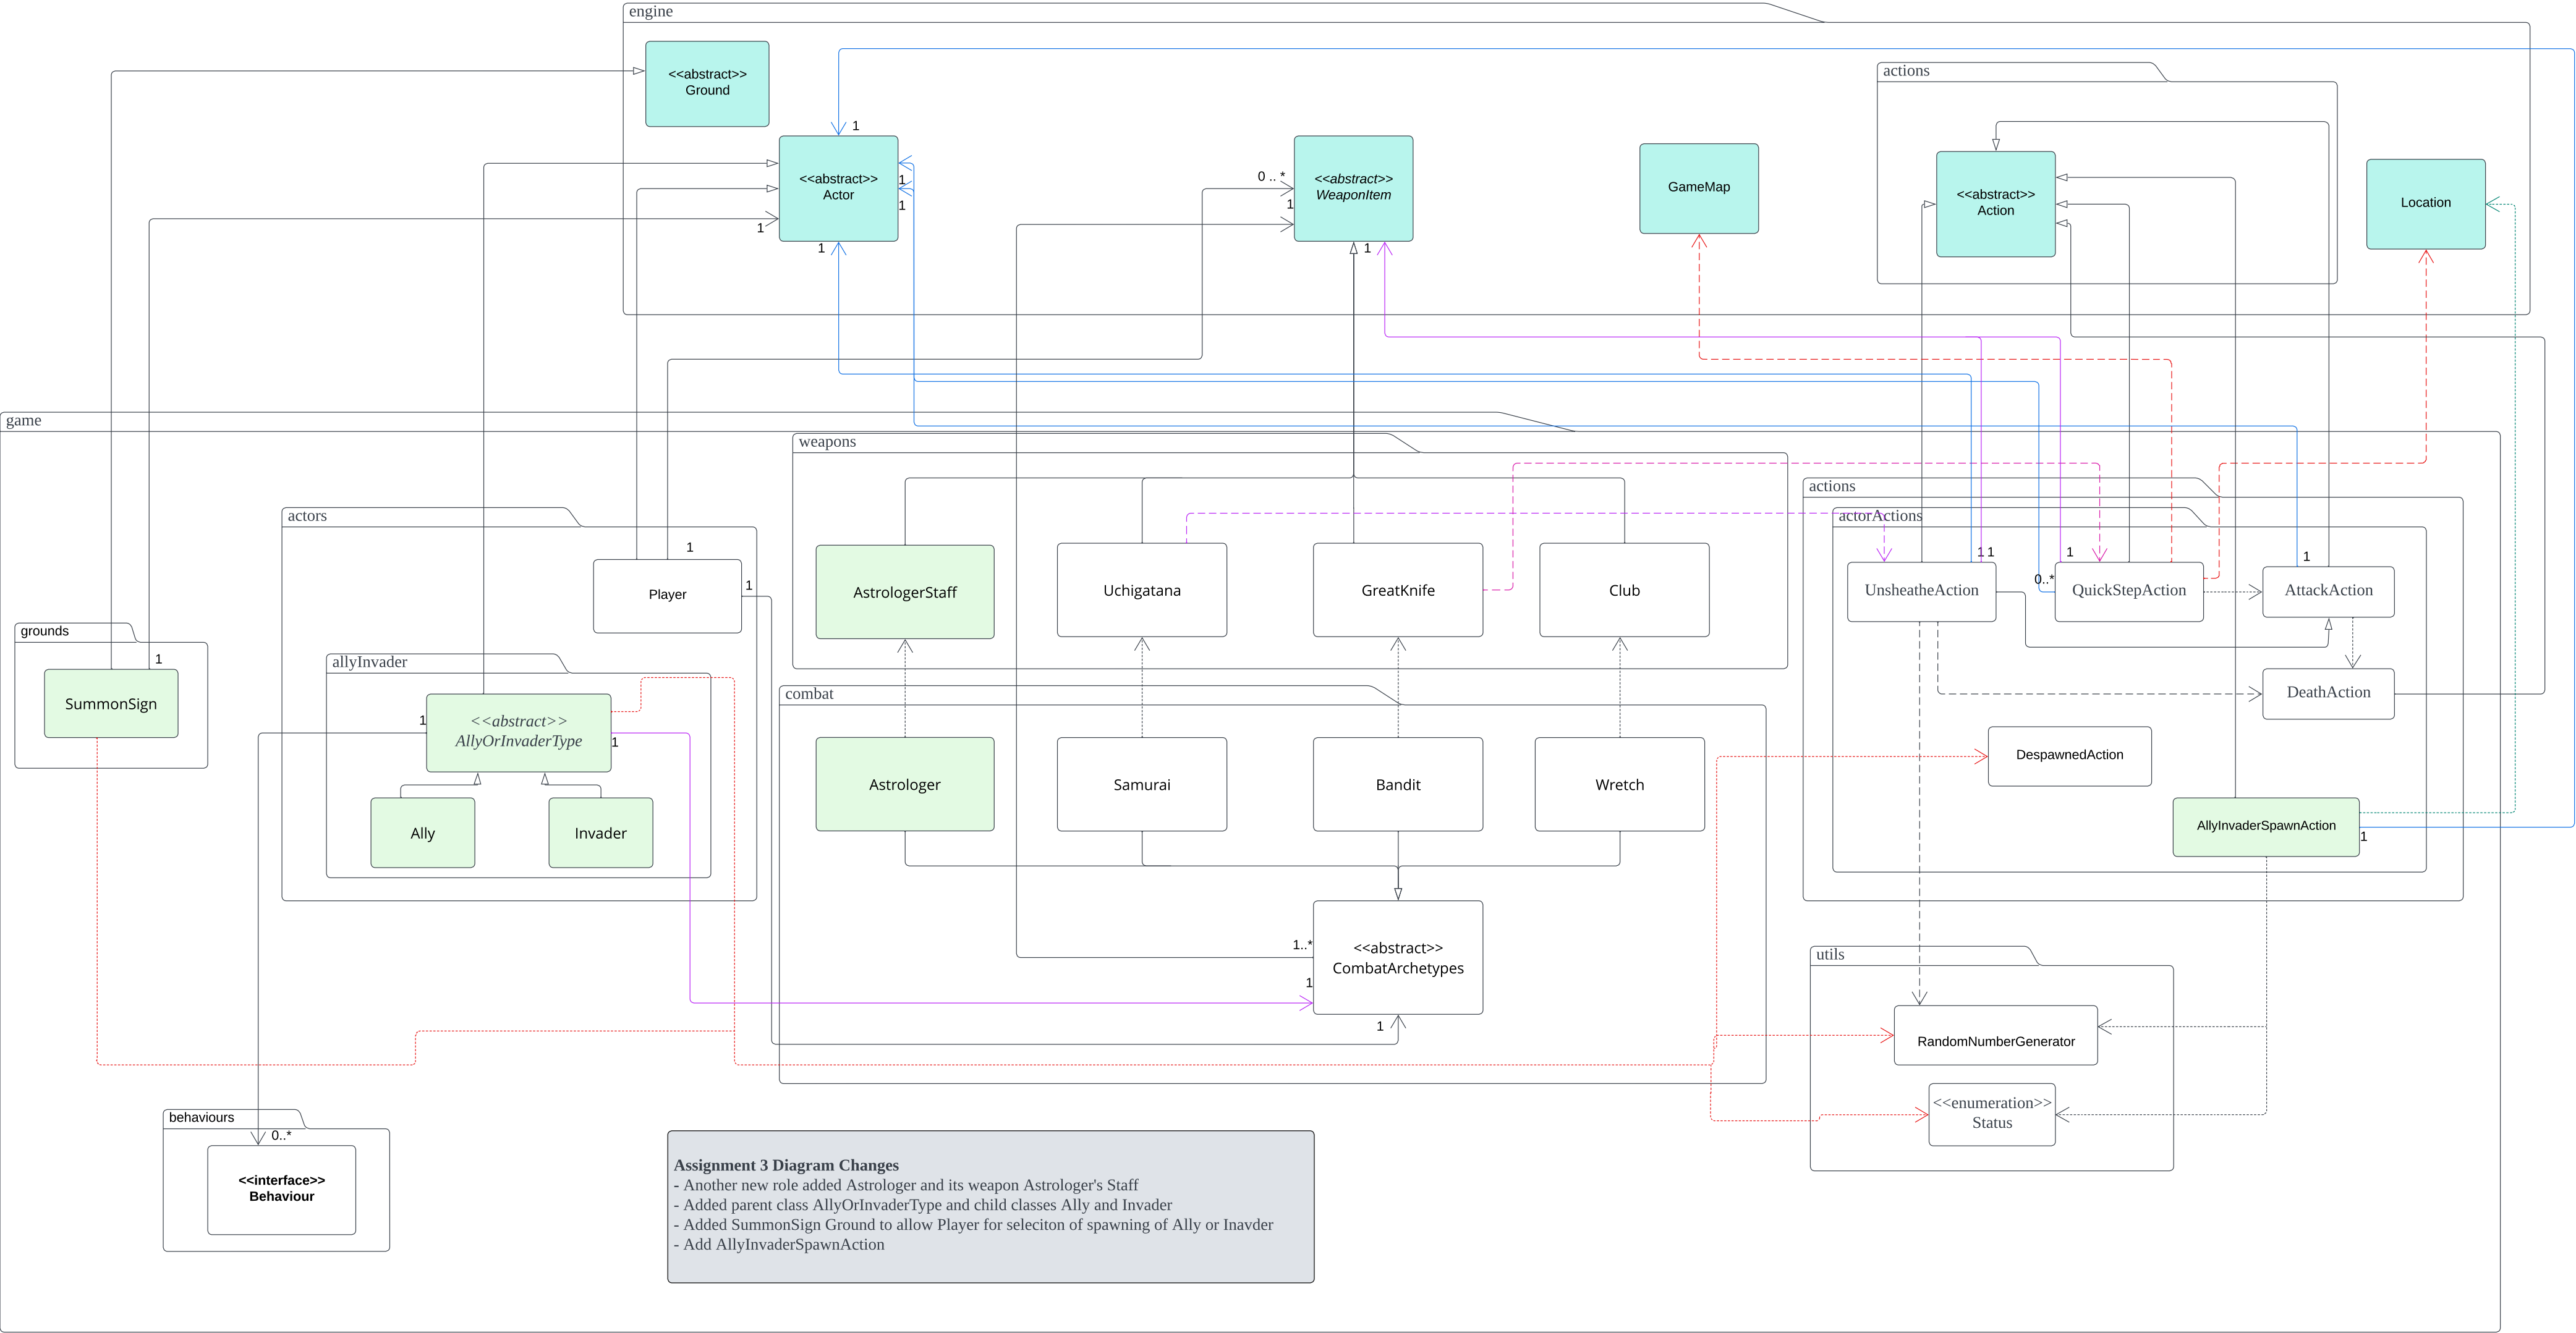 engine
<<abstract>>
Ground
actions
1
<<abstract>>
Actor
1
1
1
1
0 .. *
<<abstract>>
WeaponItem
1
1
GameMap
<<abstract>>
Action
Location
game
weapons
actions
actors
actorActions
1
Player
1
AstrologerStaff
Uchigatana
GreatKnife
Club
1
1
1
0..*
1
UnsheatheAction
QuickStepAction
AttackAction
grounds
1
SummonSign
allyInvader
1
<<abstract>>
AllyOrInvaderType
1
Ally
Invader
combat
Astrologer
Samurai
Bandit
Wretch
DeathAction
DespawnedAction
AllyInvaderSpawnAction
1
1..*
<<abstract>>
CombatArchetypes
1
1
utils
RandomNumberGenerator
<<enumeration>>
Status
behaviours
0..*
<<interface>>
Behaviour
Assignment 3 Diagram Changes
- Another new role added Astrologer and its weapon Astrologer's Staff
- Added parent class AllyOrInvaderType and child classes Ally and Invader
- Added SummonSign Ground to allow Player for seleciton of spawning of Ally or Inavder
- Add AllyInvaderSpawnAction